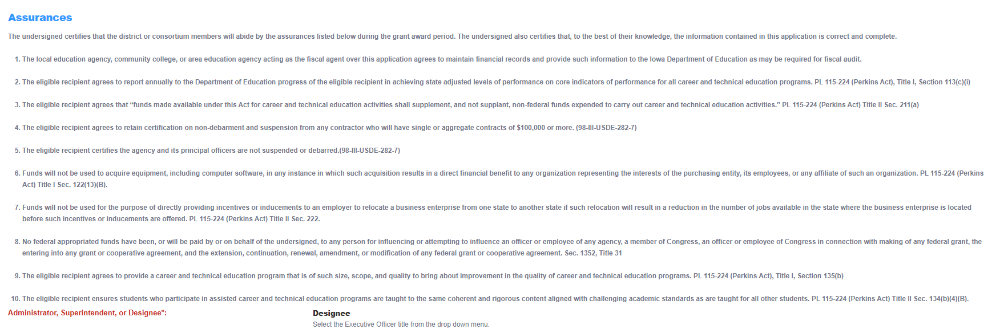 Assurances
The undersigned certifies that the district or consortium members will abide by the assurances listed below during the grant award period. The undersigned also certifies that, to the best of their knowledge, the information contained in this application is correct and complete.
1. The local education agency, community college, or area education agency acting as the fiscal agent over this application agrees to maintain financial records and provide such information to the Iowa Department of Education as may be required for fiscal audit.
2. The eligible recipient agrees to report annually to the Department of Education progress of the eligible recipient in achieving state adjusted levels of performance on core indicators of performance for all career and technical education programs. PL 115-224 (Perkins Act), Title I, Section 113(c)(i)
3. The eligible recipient agrees that “funds made available under this Act for career and technical education activities shall supplement, and not supplant, non-federal funds expended to carry out career and technical education activities." PL 115-224 (Perkins Act) Title II Sec. 211(a)
4. The eligible recipient agrees to retain certification on non-debarment and suspension from any contractor who will have single or aggregate contracts of $100,000 or more. (98-III-USDE-282-7)
5. The eligible recipient certifies the agency and its principal officers are not suspended or debarred.(98-III-USDE-282-7)
6. Funds will not be used to acquire equipment, including computer software, in any instance in which such acquisition results in a direct financial benefit to any organization representing the interests of the purchasing entity, its employees, or any affiliate of such an organization. PL 115-224 (Perkins
Act) Title I Sec. 122(13)(B).
7. Funds will not be used for the purpose of directly providing incentives or inducements to an employer to relocate a business enterprise from one state to another state if such relocation will result in a reduction in the number of jobs available in the state where the business enterprise is located
before such incentives or inducements are offered. PL 115-224 (Perkins Act) Title II Sec. 222.
8. No federal appropriated funds have been, or will be paid by or on behalf of the undersigned, to any person for influencing or attempting to influence an officer or employee of any agency, a member of Congress, an officer or employee of Congress in connection with making of any federal grant, the
entering into any grant or cooperative agreement, and the extension, continuation, renewal, amendment, or modification of any federal grant or cooperative agreement. Sec. 1352, Title 31
9. The eligible recipient agrees to provide a career and technical education program that is of such size, scope, and quality to bring about improvement in the quality of career and technical education programs. PL 115-224 (Perkins Act), Title I, Section 135(b)
10. The eligible recipient ensures students who participate in assisted career and technical education programs are taught to the same coherent and rigorous content aligned with challenging academic standards as are taught for all other students. PL 115-224 (Perkins Act) Title II Sec. 134(b)(4)(B).
Administrator, Superintendent, or Designee*:
Designee
Select the Executive Officer title from the drop down menu.